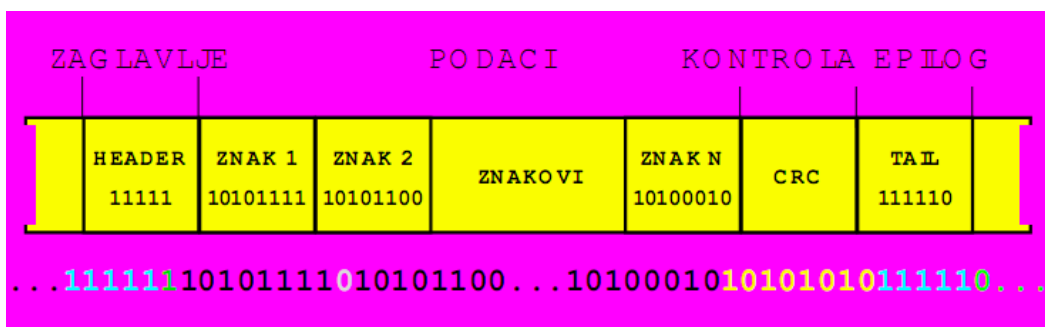 ZAGLAVLJE PODACI KONTROLA EPILOG
HEADER ZNAK 1 ZNAK 2 ZNAKOVI ZNAK N CRC TAIL
11111 10101111 10101100 10100010 111110
...11111110101111010101100...1010001010101010111110...